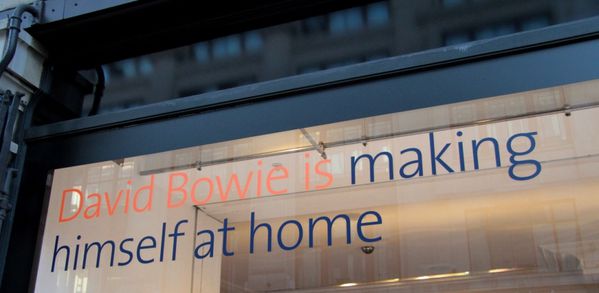 David Bowie is making
himself at home